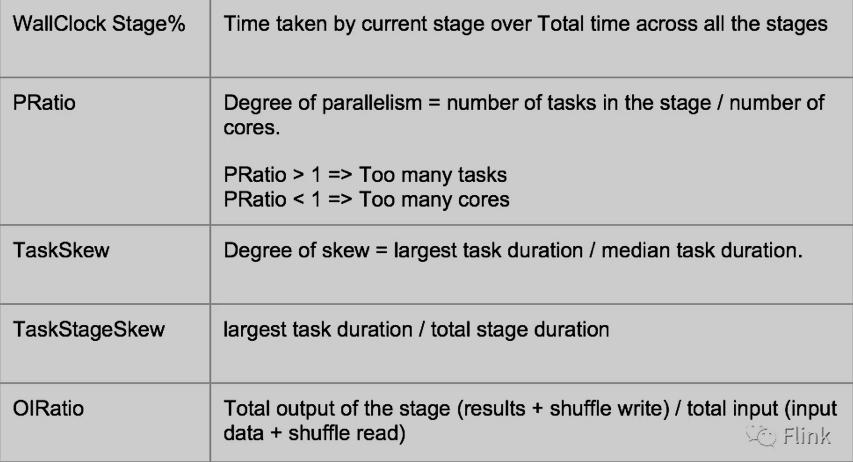 WallClock Stage%
Time taken by current stage over Total time across all the stages
PRatio
Degree of parallelism = number of tasks in the stage / number of
cores.
PRatio > 1 => Too many tasks
PRatio < 1 => Too many cores
TaskSkew
Degree of skew = largest task duration / median task duration.
TaskStageSkew
largest task duration / total stage duration
OIRatio
Total output of the stage (results + shuffle write) / total input (input
data + shuffle read)
Flink